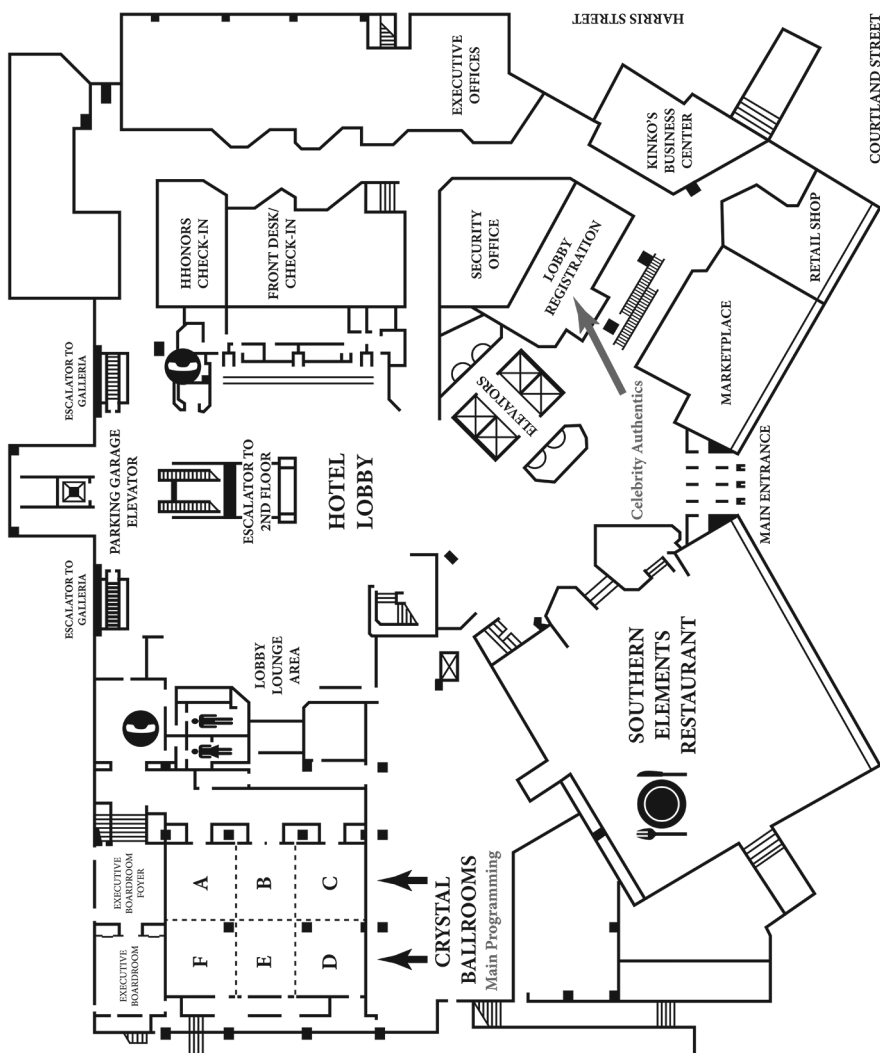 HARRIS STREET
COURTLAND STREET
EXECUTIVE
OFFICES
KINKO'S
BUSINESS
CENTER
HHONORS
CHECK-IN
FRONT DESK/
CHECK-IN
SECURITY
OFFICE
LOBBY
REGISTRATION
RETAIL SHOP
MARKETPLACE
ESCALATOR TO
GALLERIA
ELEVATORS
Celebrity Authentics
PARKING GARAGE
ELEVATOR
ESCALATOR TO
2ND FLOOR
HOTEL
LOBBY
MAIN ENTRANCE
ESCALATOR TO
GALLERIA
LOBBY
LOUNGE
AREA
SOUTHERN
ELEMENTS
RESTAURANT
EXECUTIVE
BOARDROOM
FOYER
A
B
C
EXECUTIVE
BOARDROOM
F
E
D
CRYSTAL
BALLROOMS
Main Programming